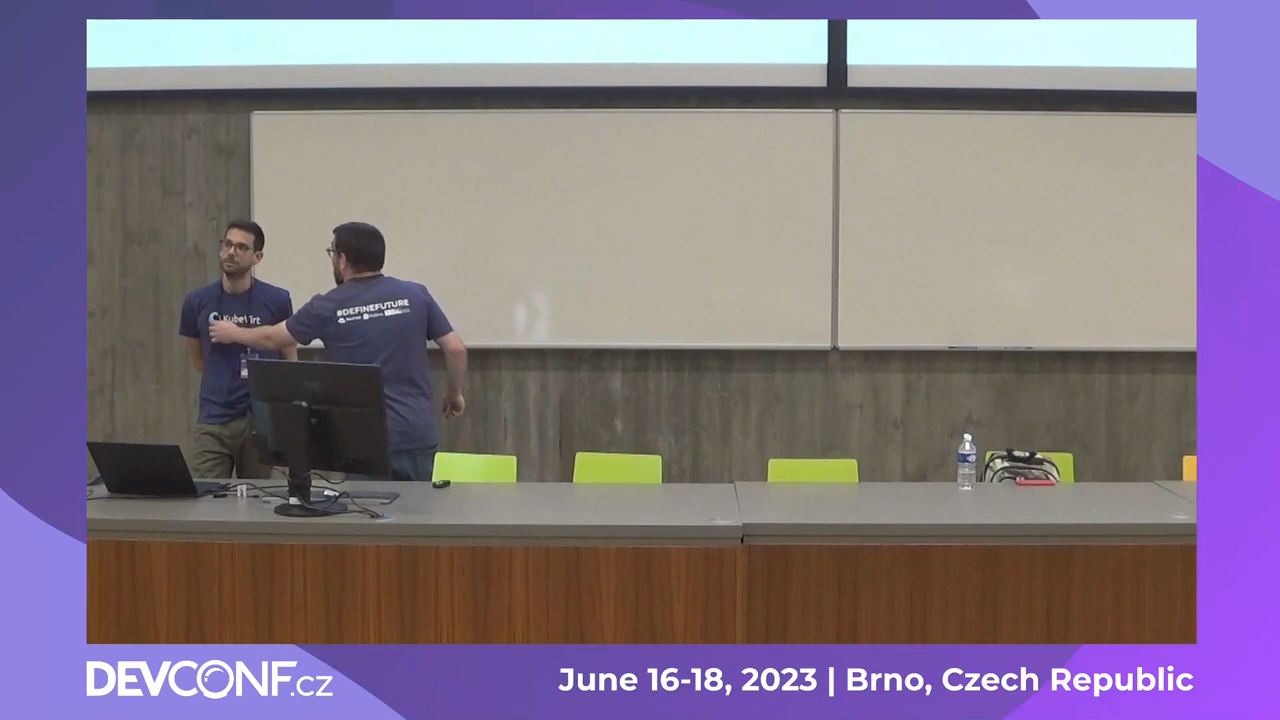 KubeVirt
#DEFINEFUTURE
DEVCONF.cz
June 16-18, 2023 | Brno, Czech Republic